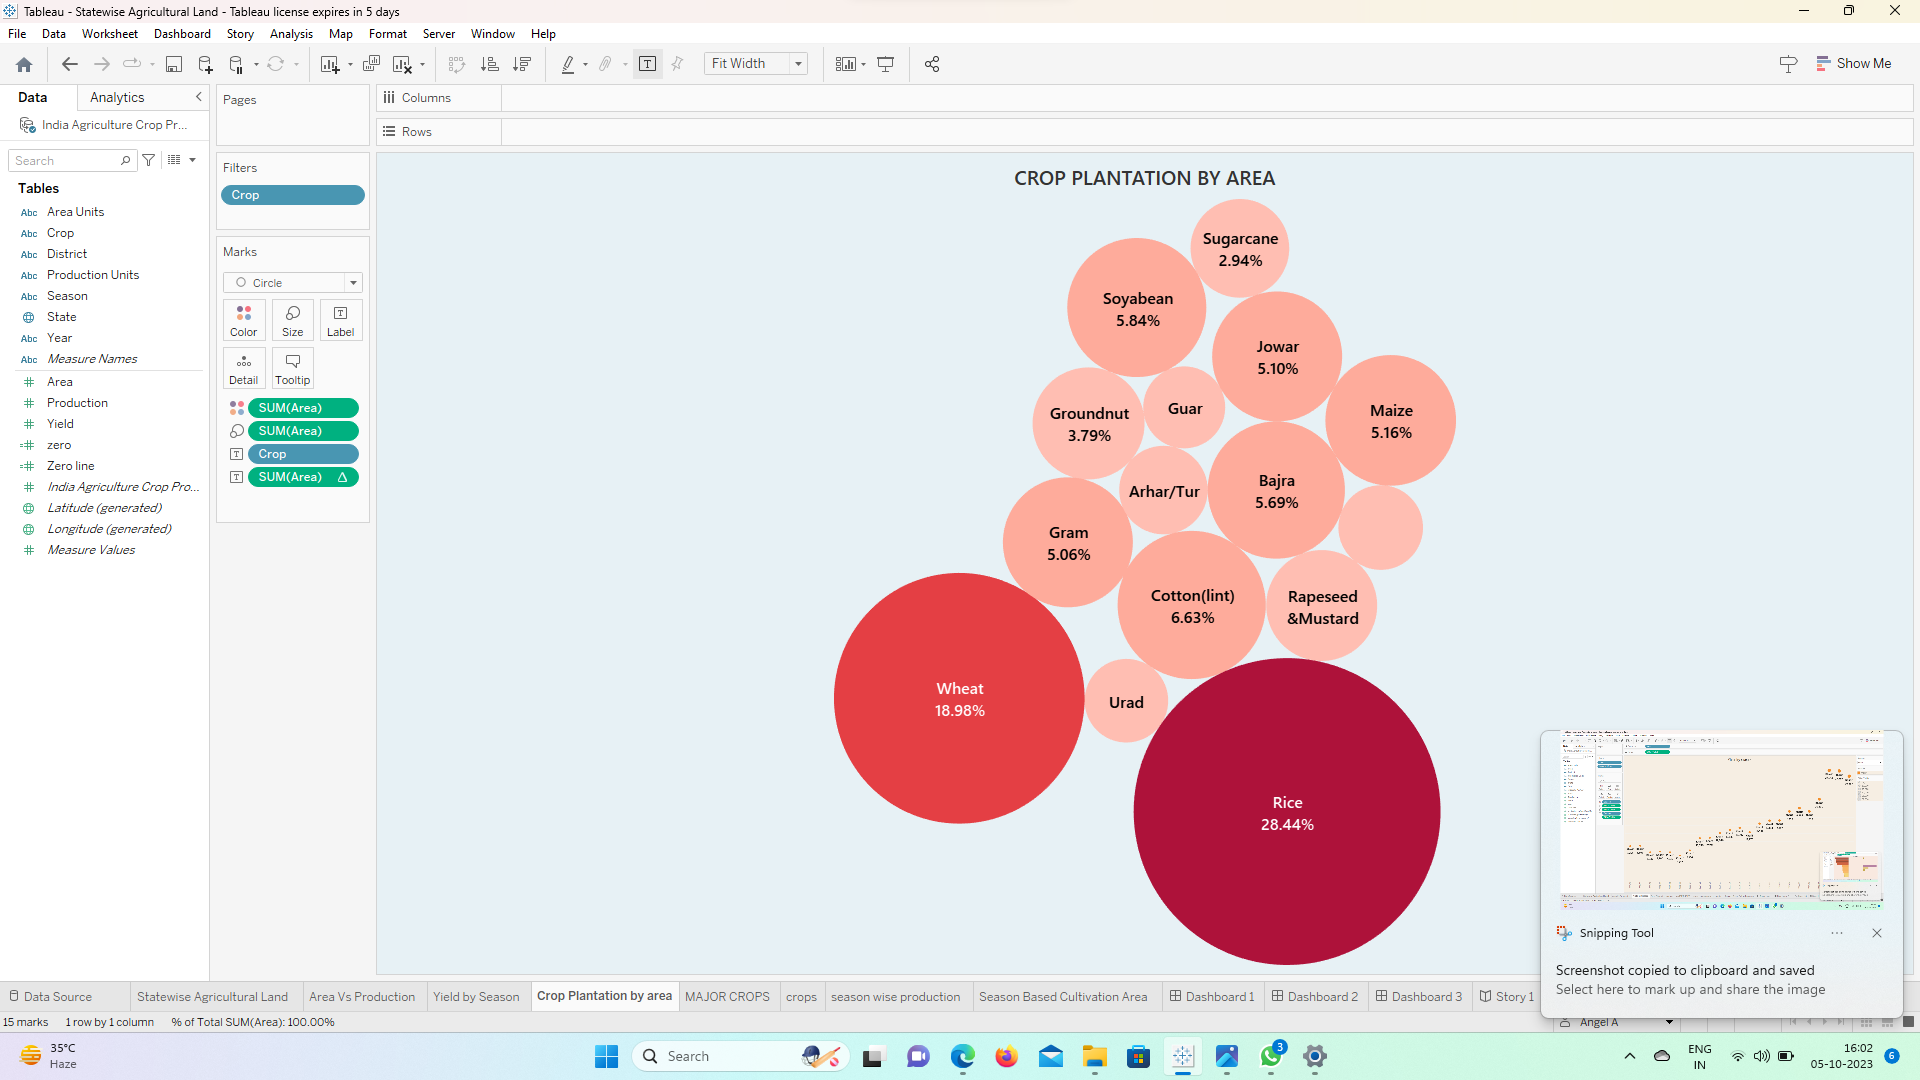 Tableau - Statewise Agricultural Land - Tableau license expires in 5 days
File Data Worksheet Dashboard Story Analysis Map Format Server Window Help
Fit Width
Show Me
Data Analytics
India Agriculture Crop Pr...
Search
Tables
Abc Area Units
Abc Crop
Abc District
Abc Production Units
Abc Season
State
Abc Year
Abc Measure Names
# Area
# Production
# Yield
=# zero
=# Zero line
# India Agriculture Crop Pro...
Latitude (generated)
Longitude (generated)
# Measure Values
Pages
Filters
Crop
Marks
Circle
Color Size Label
Detail Tooltip
SUM(Area)
SUM(Area)
Crop
SUM(Area) △
Columns
Rows
CROP PLANTATION BY AREA
Sugarcane
2.94%
Soyabean
5.84%
Jowar
5.10%
Maize
5.16%
Groundnut
3.79%
Guar
Arhar/Tur
Bajra
5.69%
Gram
5.06%
Cotton(lint)
6.63%
Rapeseed
&Mustard
Wheat
18.98%
Urad
Rice
28.44%
Snipping Tool
Screenshot copied to clipboard and saved
Select here to mark up and share the image
Data Source Statewise Agricultural Land Area Vs Production Yield by Season Crop Plantation by area MAJOR CROPS crops season wise production Season Based Cultivation Area Dashboard 1 Dashboard 2 Dashboard 3 Story 1
15 marks 1 row by 1 column % of Total SUM(Area): 100.00%
Angel A
35°C
Haze
Search
3
ENG
IN
16:02
05-10-2023
6